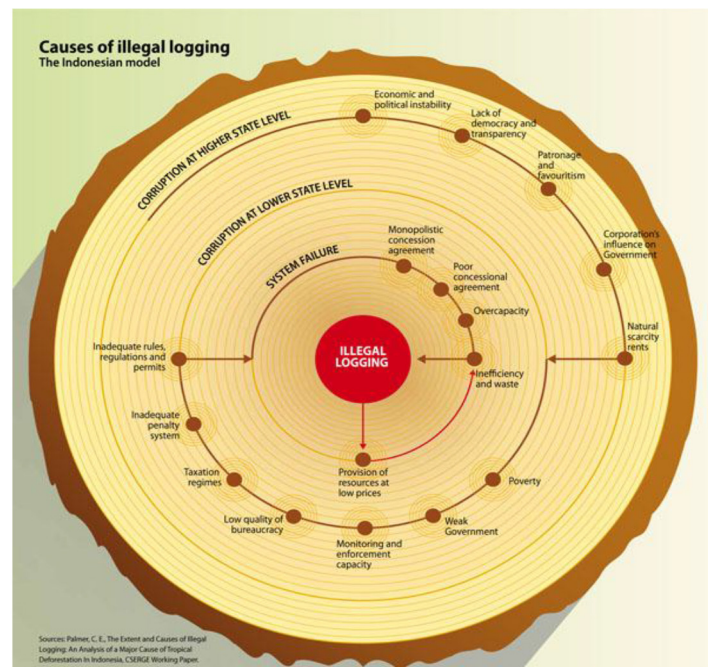 Causes of illegal logging
The Indonesian model
CORRUPTION AT HIGHER STATE LEVEL
Economic and
political instability
Lack of
democracy and
transparency
Patronage
and
favouritism
Corporation's
influence on
Government
Natural
scarcity
rents
CORRUPTION AT LOWER STATE LEVEL
SYSTEM FAILURE
Monopolistic
concession
agreement
Poor
concessional
agreement
Overcapacity
Inefficiency
and waste
ILLEGAL
LOGGING
Inadequate rules,
regulations and
permits
Inadequate
penalty
system
Taxation
regimes
Low quality of
bureaucracy
Monitoring and
enforcement
capacity
Weak
Government
Poverty
Provision of
resources at
low prices
Sources: Palmer, C. E., The Extent and Causes of Illegal
Logging: An Analysis of a Major Cause of Tropical
Deforestation In Indonesia, CSERGE Working Paper.